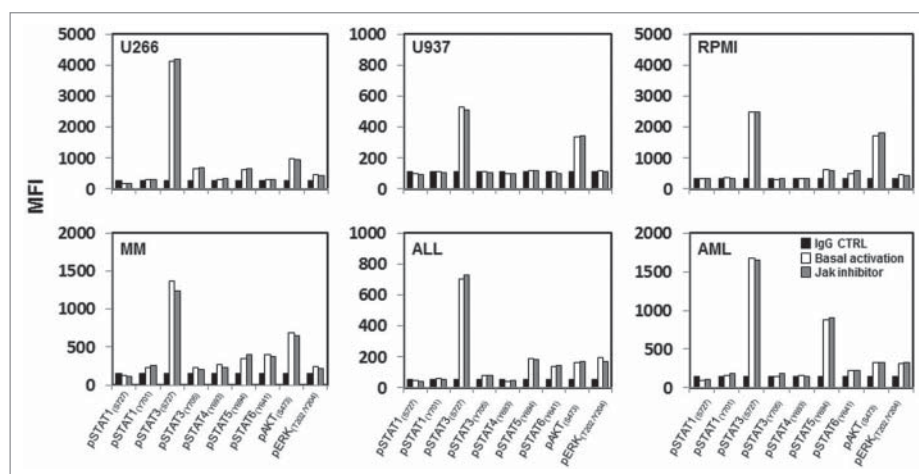 U266
U937
RPMI
5000
4000
3000
2000
1000
0
1000
800
600
400
200
0
5000
4000
3000
2000
1000
0
MFI
MM
ALL
AML
2000
1500
1000
500
0
1000
800
600
400
200
0
2000
1500
1000
500
0
IgG CTRL
Basal activation
Jak inhibitor
pSTAT1(S727)
pSTAT1(Y701)
pSTAT3(S727)
pSTAT3(Y705)
pSTAT4(Y693)
pSTAT5(Y694)
pSTAT6(Y641)
pAKT(S473)
pERK(T202/Y204)
pSTAT1(S727)
pSTAT1(Y701)
pSTAT3(S727)
pSTAT3(Y705)
pSTAT4(Y693)
pSTAT5(Y694)
pSTAT6(Y641)
pAKT(S473)
pERK(T202/Y204)
pSTAT1(S727)
pSTAT1(Y701)
pSTAT3(S727)
pSTAT3(Y705)
pSTAT4(Y693)
pSTAT5(Y694)
pSTAT6(Y641)
pAKT(S473)
pERK(T202/Y204)